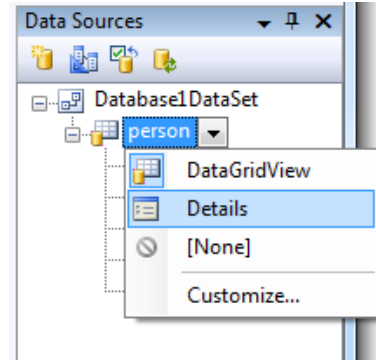 Data Sources
Database1DataSet
person
DataGridView
Details
[None]
Customize...